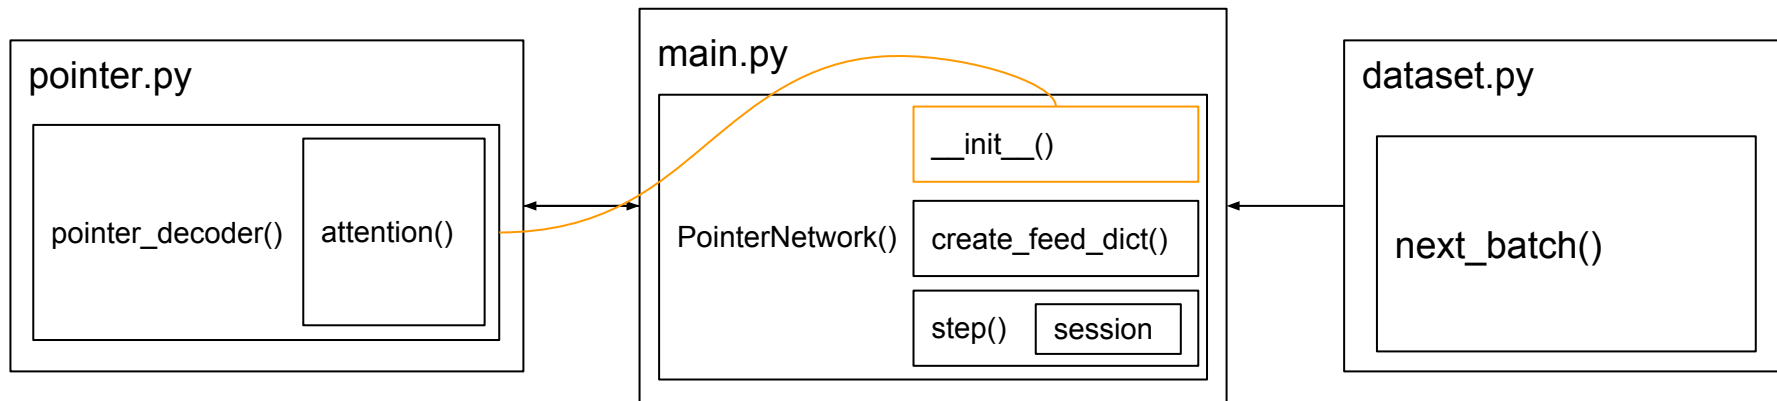 pointer.py
pointer_decoder()
attention()
main.py
PointerNetwork()
__init__()
create_feed_dict()
step()
session
dataset.py
next_batch()